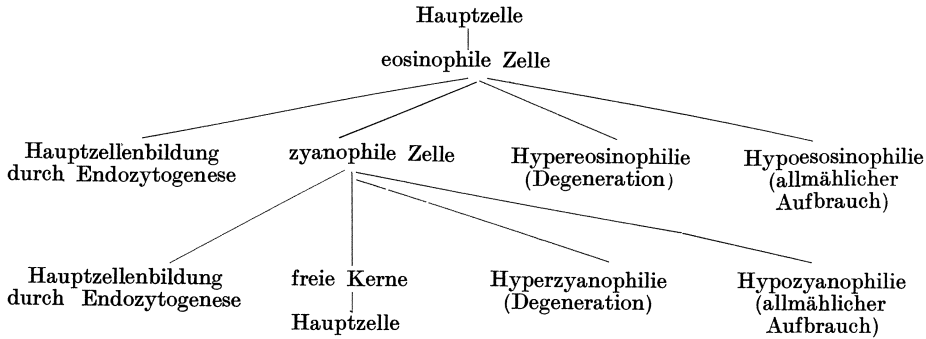 Hauptzelle
eosinophile Zelle
Hauptzellenbildung
durch Endozytogenese
zyanophile Zelle
Hypereosinophilie
(Degeneration)
Hypoesosinophilie
(allmählicher
Aufbrauch)
Hauptzellenbildung
durch Endozytogenese
freie Kerne
Hauptzelle
Hyperzyanophilie
(Degeneration)
Hypozyanophilie
(allmählicher
Aufbrauch)